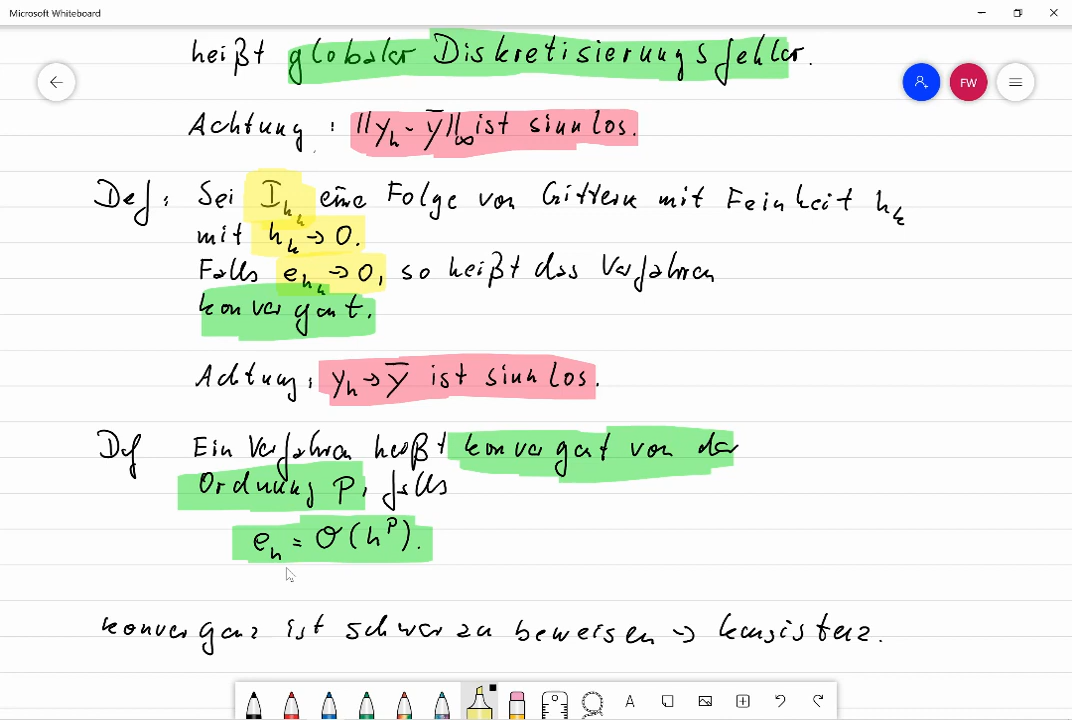 Microsoft Whiteboard
heißt globaler Diskretisierungsfehler.
FW
Achtung: ||y_h - ȳ||_∞ ist sinnlos.
Def: Sei I_{h_k} eine Folge von Gittern mit Feinheit h_k
mit h_k → 0.
Falls e_{h_k} → 0, so heißt das Verfahren
konvergent.
Achtung: y_h → ȳ ist sinnlos.
Def Ein Verfahren heißt konvergent von der
Ordnung p, falls
e_h = O(h^p).
Konvergenz ist schwer zu beweisen → Konsistenz.
A